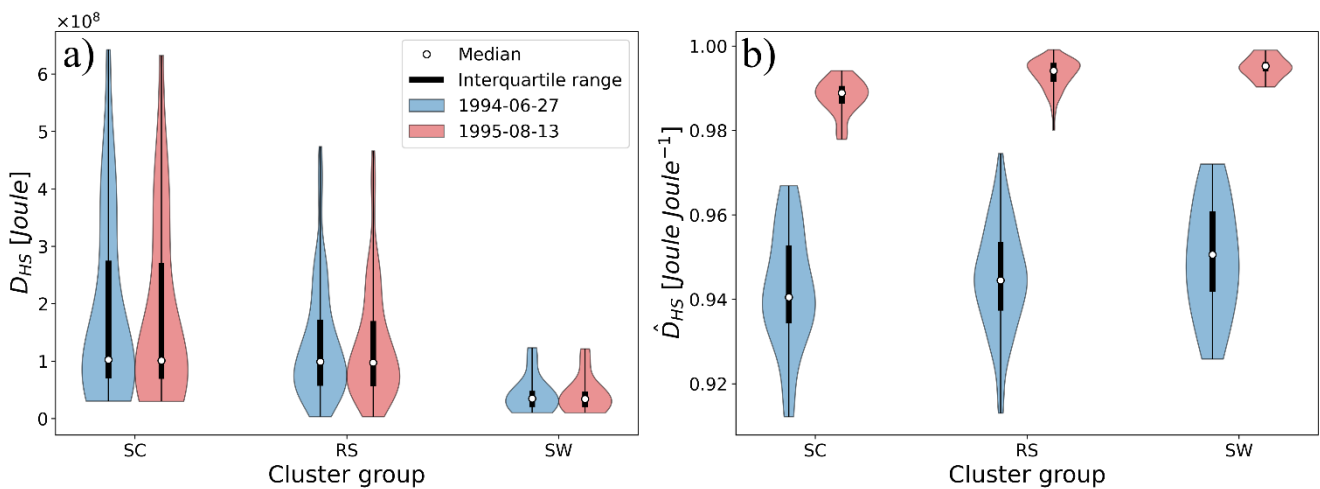 ×10⁸
a)
6
5
4
3
2
1
0
D_HS [Joule]
SC
RS
SW
Cluster group
Median
Interquartile range
1994-06-27
1995-08-13
b)
1.00
0.98
0.96
0.94
0.92
D̂_HS [Joule Joule⁻¹]
SC
RS
SW
Cluster group